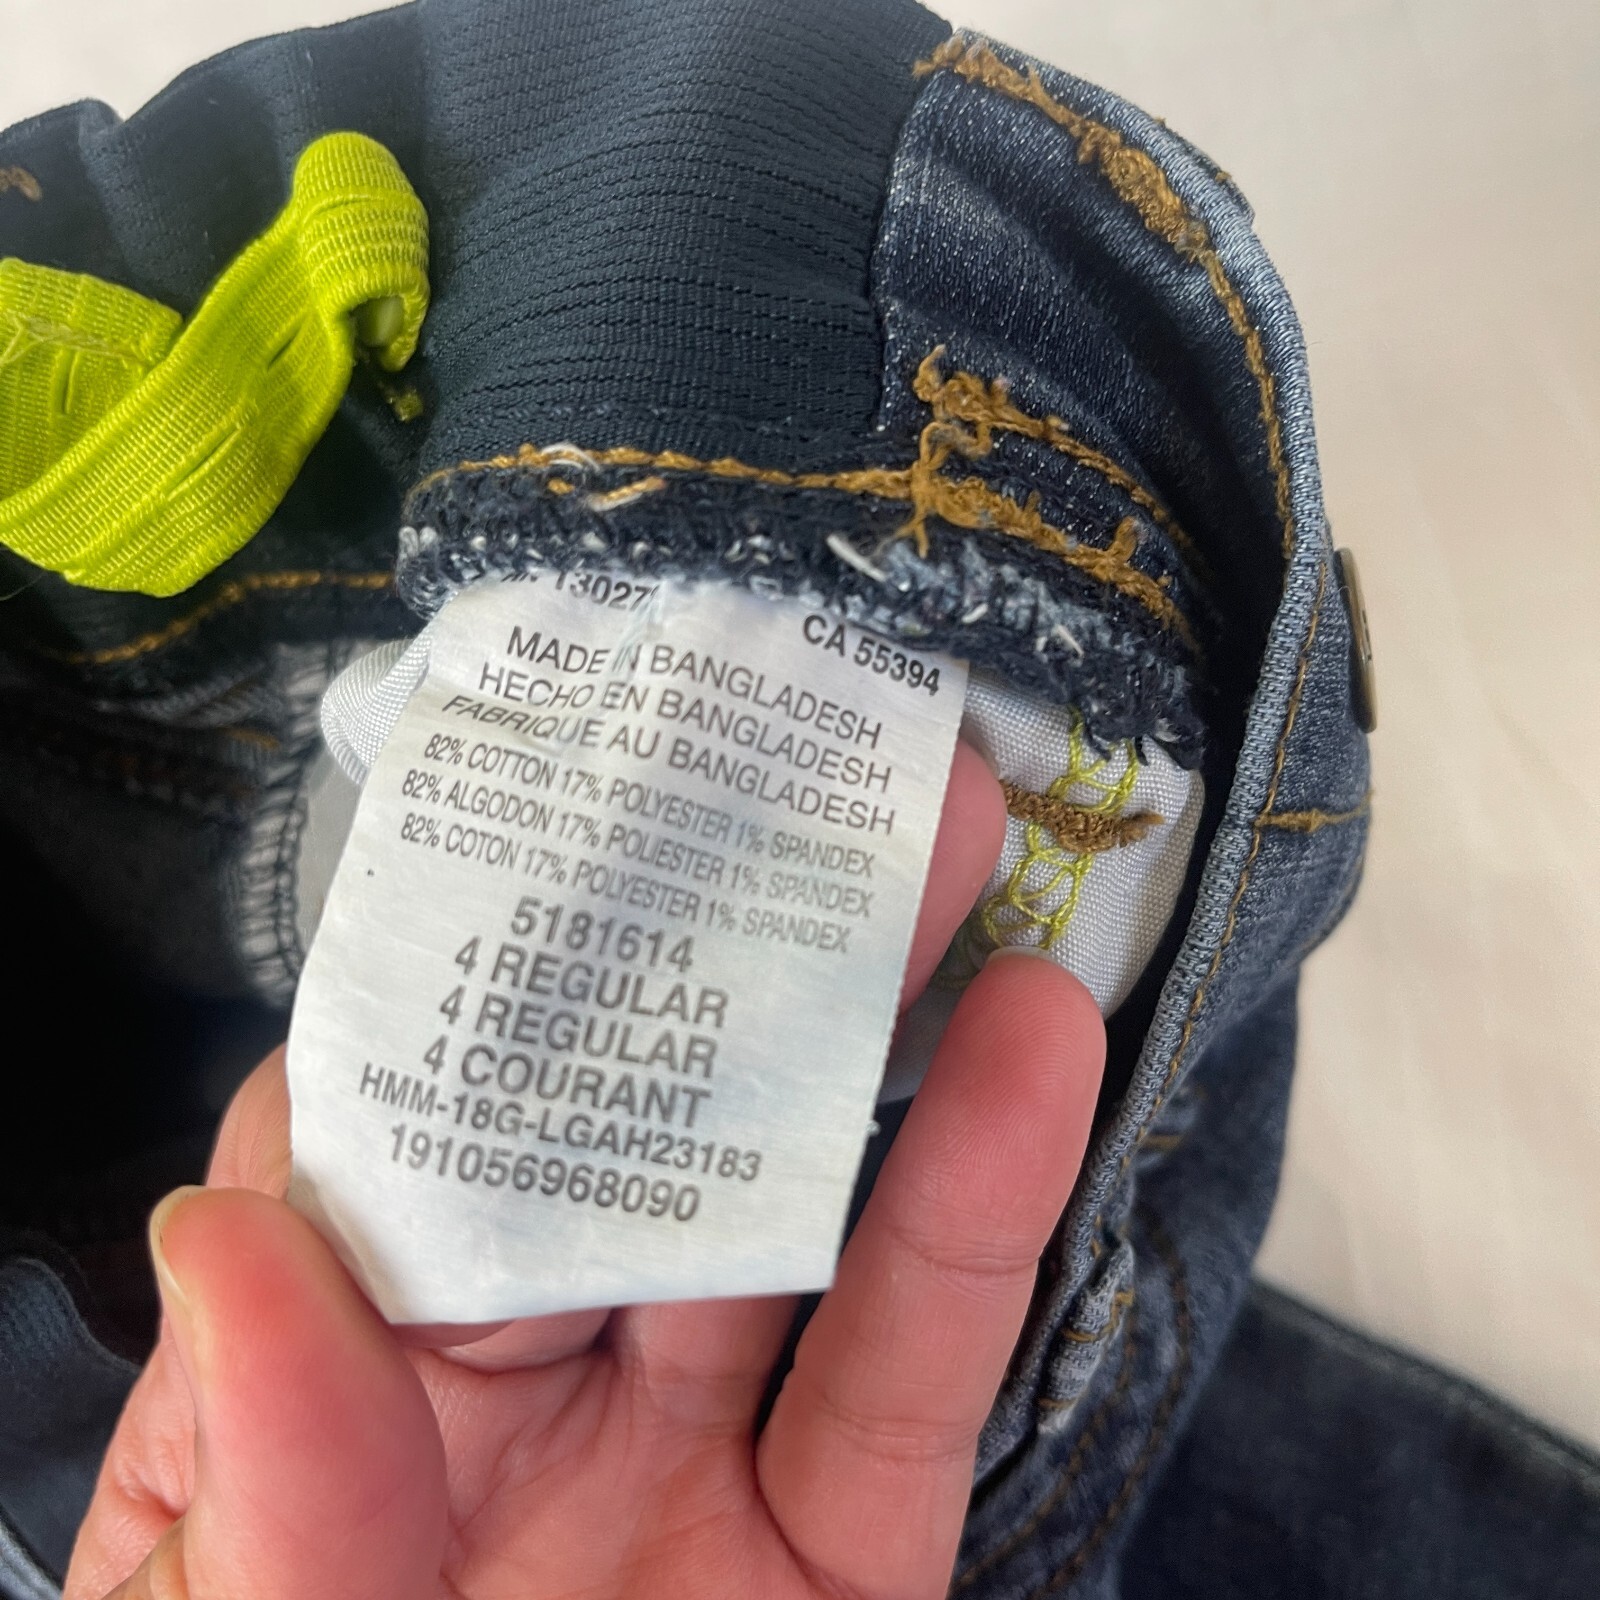 CA 55394
MADE IN BANGLADESH
HECHO EN BANGLADESH
FABRIQUE AU BANGLADESH
82% COTTON 17% POLYESTER 1% SPANDEX
82% ALGODON 17% POLIESTER 1% SPANDEX
82% COTON 17% POLYESTER 1% SPANDEX
5181614
4 REGULAR
4 REGULAR
4 COURANT
HMM-18G-LGAH23183
191056968090